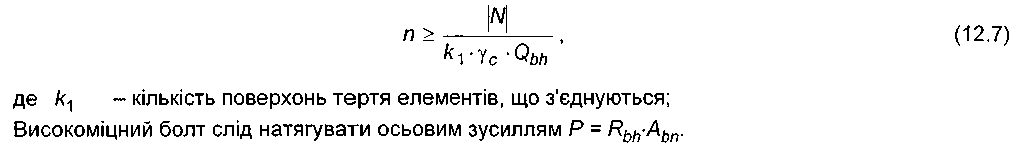 n ≥ |N| / (k₁·γc·Qbh) , (12.7)
де k₁ – кількість поверхонь тертя елементів, що з'єднуються;
Високоміцний болт слід натягувати осьовим зусиллям P = Rbh·Abn.